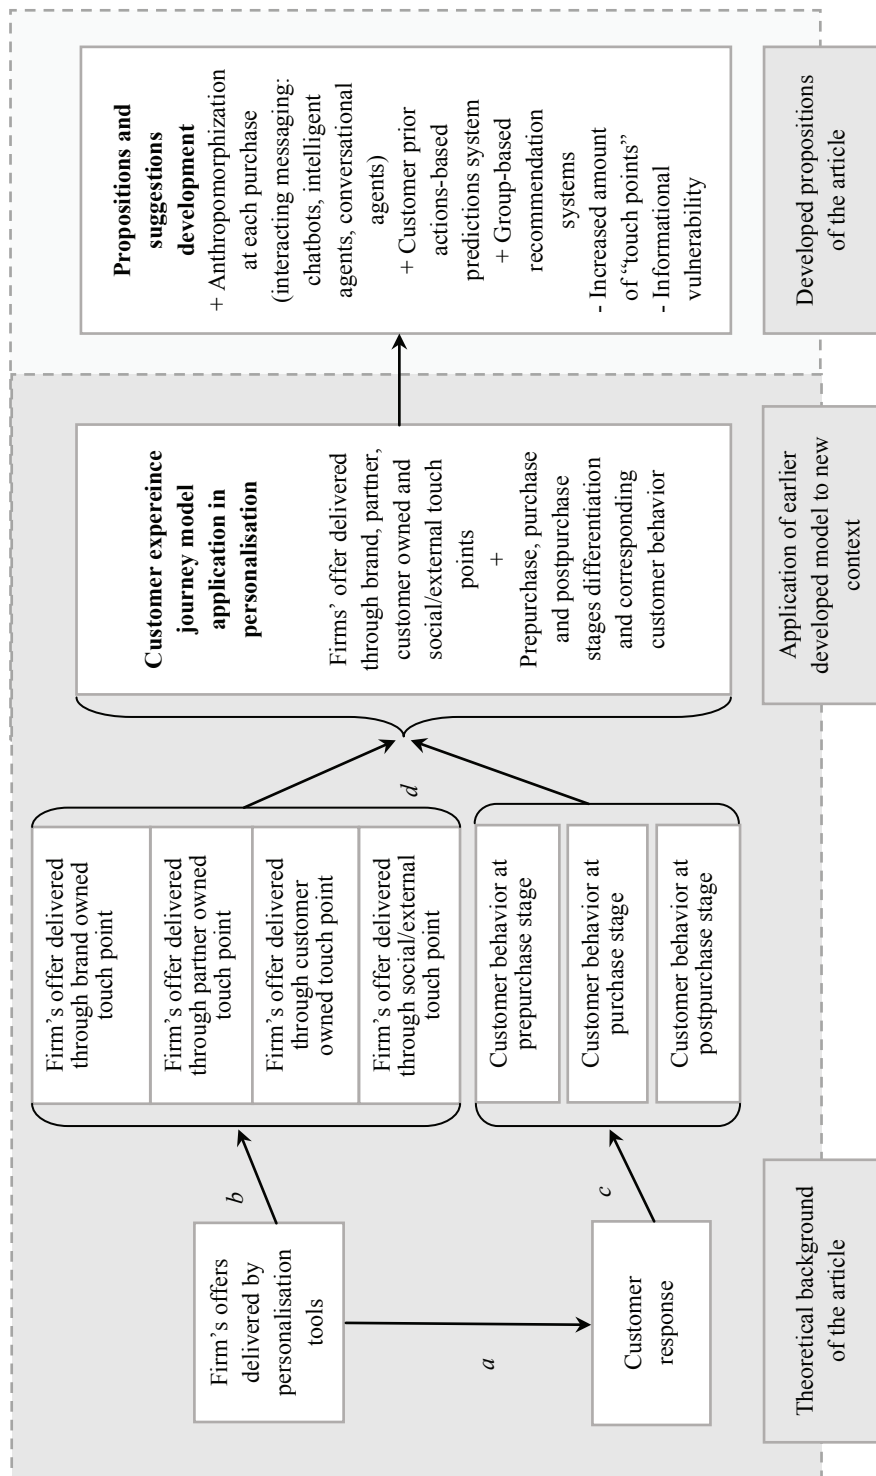 Firm's offers
delivered by
personalisation
tools
a
Customer
response
b
c
Firm's offer delivered
through brand owned
touch point
Firm's offer delivered
through partner owned
touch point
Firm's offer delivered
through customer
owned touch point
Firm's offer delivered
through social/external
touch point
Customer behavior at
prepurchase stage
Customer behavior at
purchase stage
Customer behavior at
postpurchase stage
d
Customer expereince
journey model
application in
personalisation
Firms' offer delivered
through brand, partner,
customer owned and
social/external touch
points
+
Prepurchase, purchase
and postpurchase
stages differentiation
and corresponding
customer behavior
Propositions and
suggestions
development
+ Anthropomorphization
at each purchase
(interacting messaging:
chatbots, intelligent
agents, conversational
agents)
+ Customer prior
actions-based
predictions system
+ Group-based
recommendation
systems
- Increased amount
of “touch points”
- Informational
vulnerability
Theoretical background
of the article
Application of earlier
developed model to new
context
Developed propositions
of the article